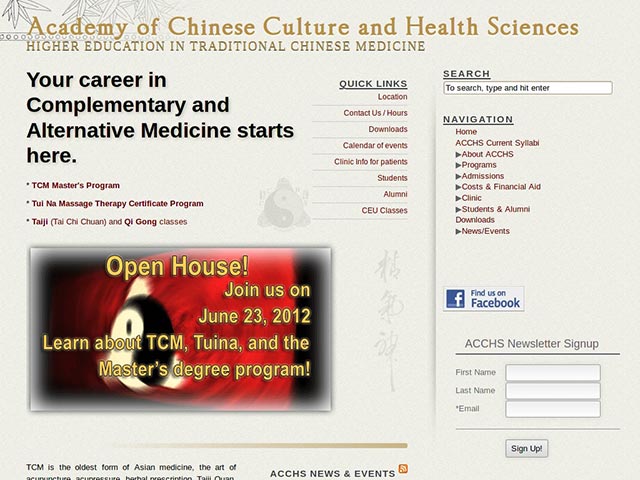 Academy of Chinese Culture and Health Sciences
HIGHER EDUCATION IN TRADITIONAL CHINESE MEDICINE
Your career in
Complementary and
Alternative Medicine starts
here.
* TCM Master's Program
* Tui Na Massage Therapy Certificate Program
* Taiji (Tai Chi Chuan) and Qi Gong classes
QUICK LINKS
Location
Contact Us / Hours
Downloads
Calendar of events
Clinic Info for patients
Students
Alumni
CEU Classes
Open House!
Join us on
June 23, 2012
Learn about TCM, Tuina, and the
Master's degree program!
精
氣
神
TCM is the oldest form of Asian medicine, the art of
acupuncture, acupressure, herbal prescription, Taiji Quan,
ACCHS NEWS & EVENTS
SEARCH
To search, type and hit enter
NAVIGATION
Home
ACCHS Current Syllabi
▶About ACCHS
▶Programs
▶Admissions
▶Costs & Financial Aid
▶Clinic
▶Students & Alumni
Downloads
▶News/Events
Find us on
Facebook
ACCHS Newsletter Signup
First Name
Last Name
*Email
Sign Up!